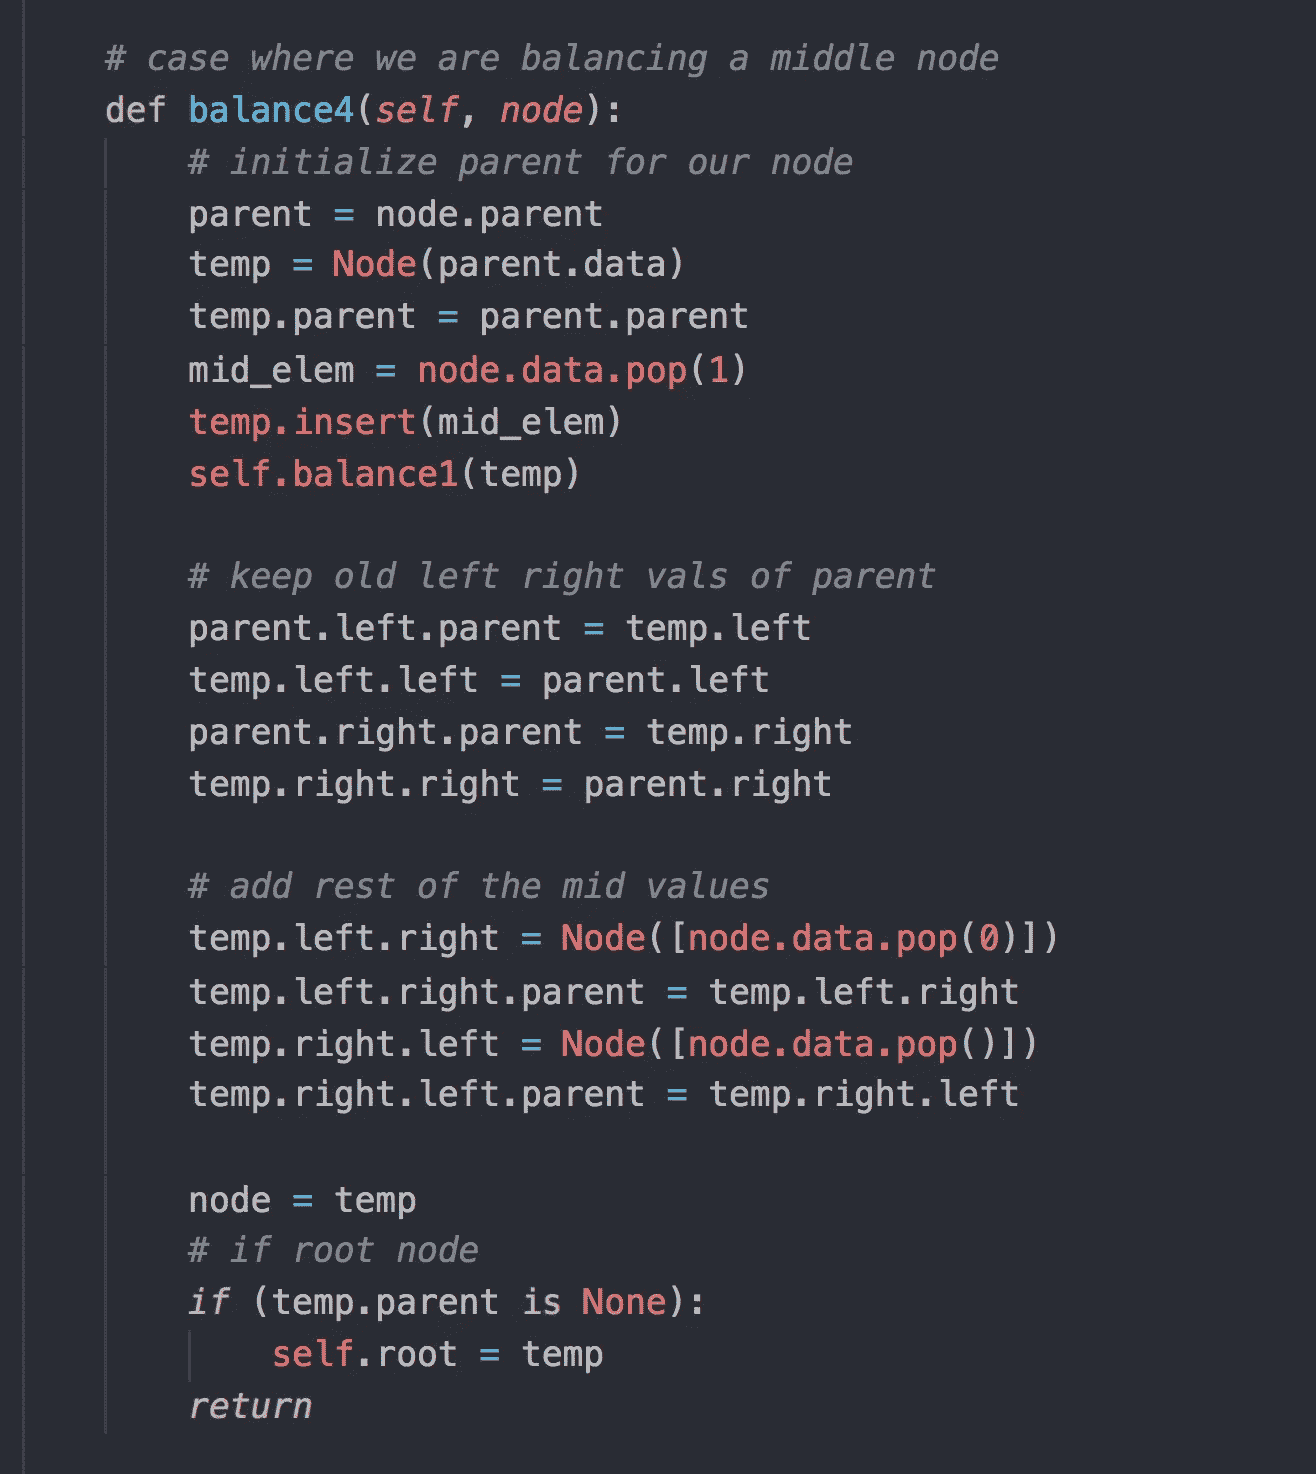 # case where we are balancing a middle node
def balance4(self, node):
# initialize parent for our node
parent = node.parent
temp = Node(parent.data)
temp.parent = parent.parent
mid_elem = node.data.pop(1)
temp.insert(mid_elem)
self.balance1(temp)
# keep old left right vals of parent
parent.left.parent = temp.left
temp.left.left = parent.left
parent.right.parent = temp.right
temp.right.right = parent.right
# add rest of the mid values
temp.left.right = Node([node.data.pop(0)])
temp.left.right.parent = temp.left.right
temp.right.left = Node([node.data.pop()])
temp.right.left.parent = temp.right.left
node = temp
# if root node
if (temp.parent is None):
self.root = temp
return